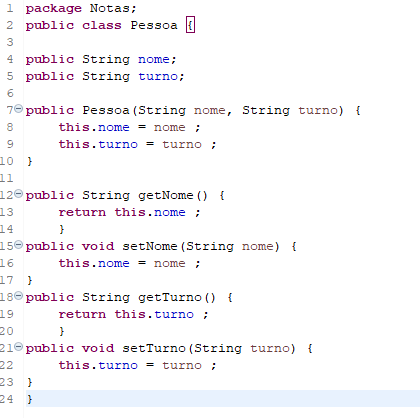 1 package Notas;
2 public class Pessoa {
3
4 public String nome;
5 public String turno;
6
7 public Pessoa(String nome, String turno) {
8     this.nome = nome ;
9     this.turno = turno ;
10 }
11
12 public String getNome() {
13     return this.nome ;
14     }
15 public void setNome(String nome) {
16     this.nome = nome ;
17 }
18 public String getTurno() {
19     return this.turno ;
20     }
21 public void setTurno(String turno) {
22     this.turno = turno ;
23 }
24 }